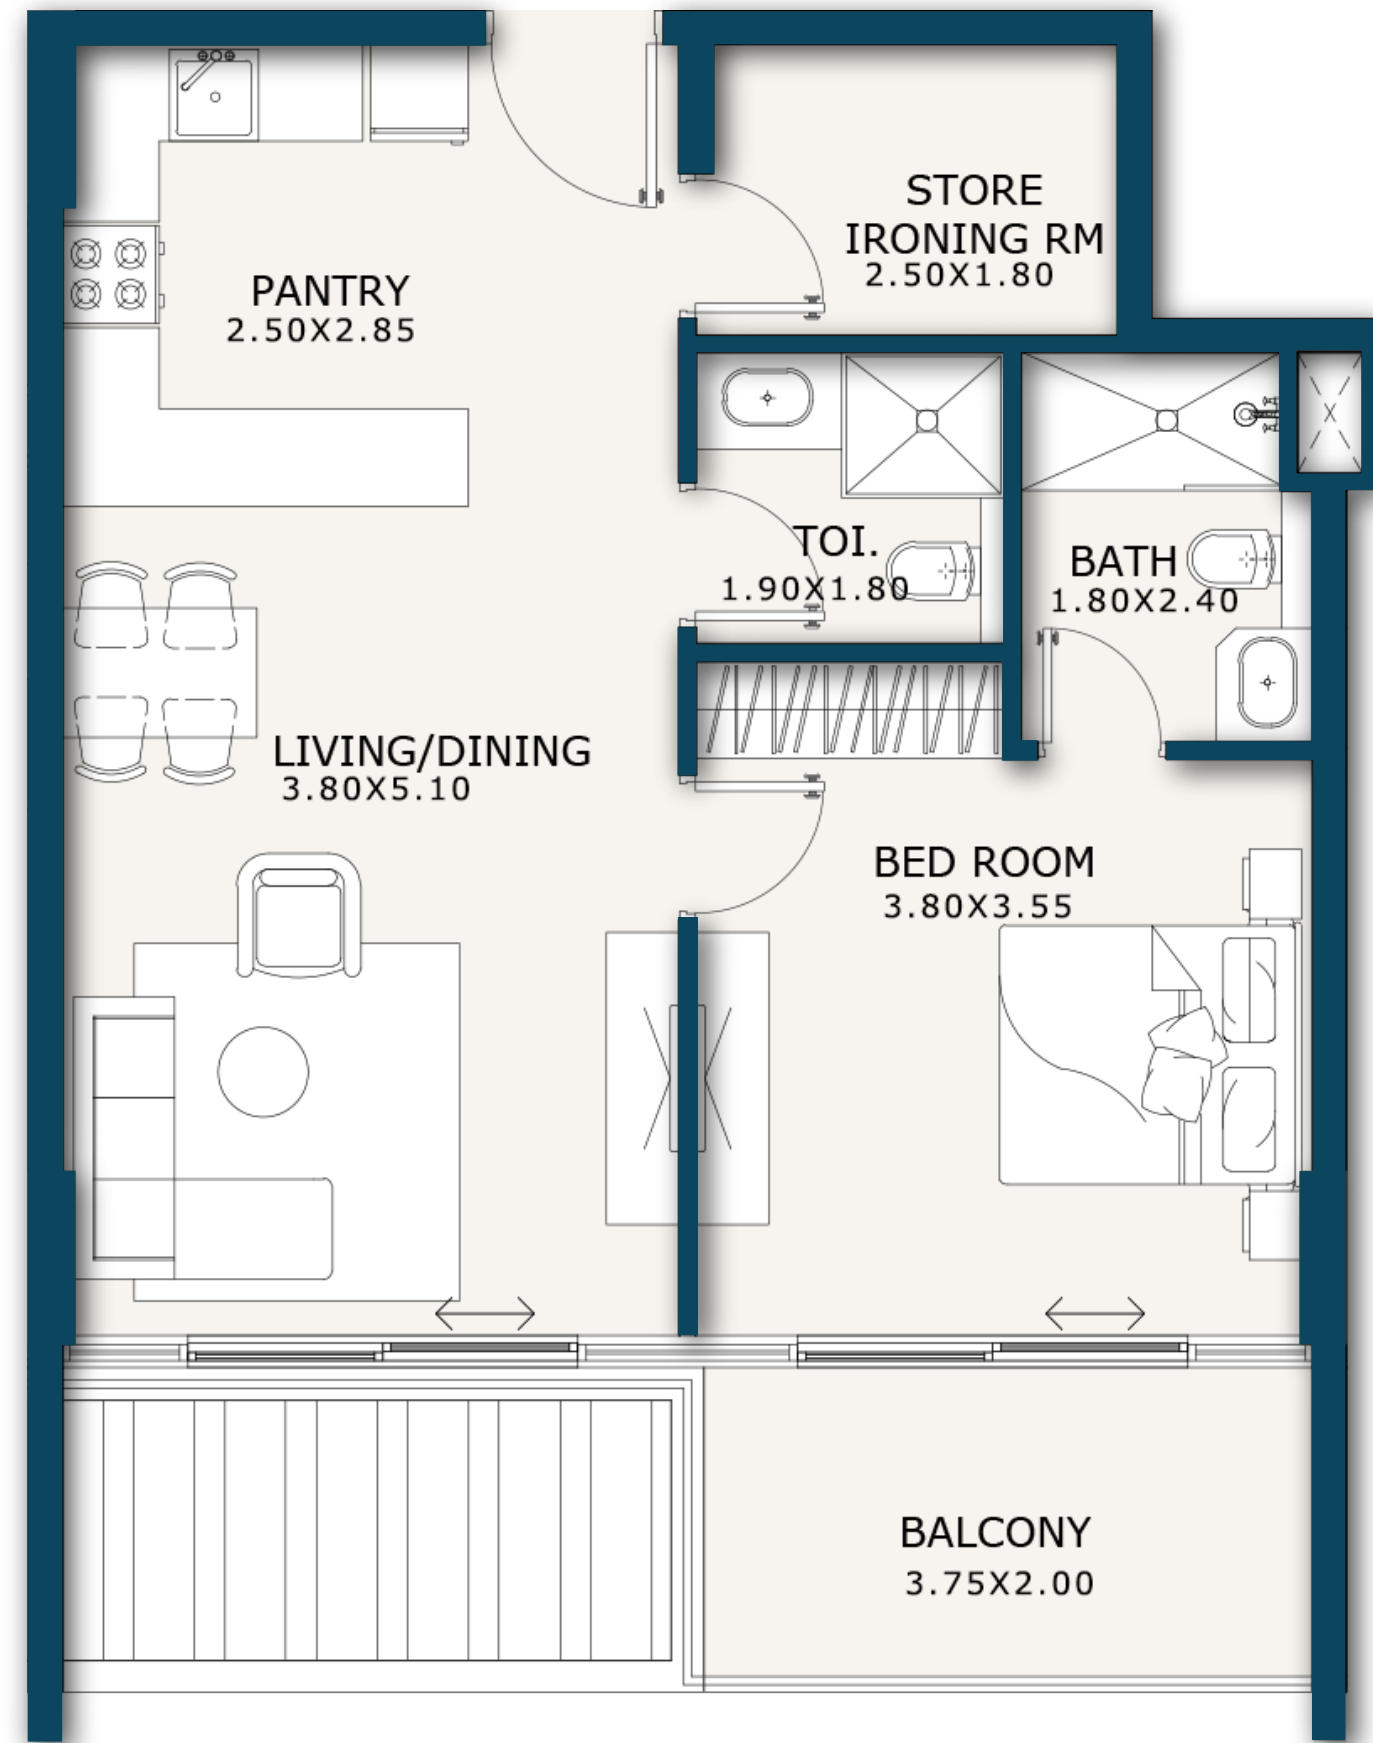 STORE
IRONING RM
2.50X1.80
PANTRY
2.50X2.85
TOI.
1.90X1.80
BATH
1.80X2.40
LIVING/DINING
3.80X5.10
BED ROOM
3.80X3.55
BALCONY
3.75X2.00